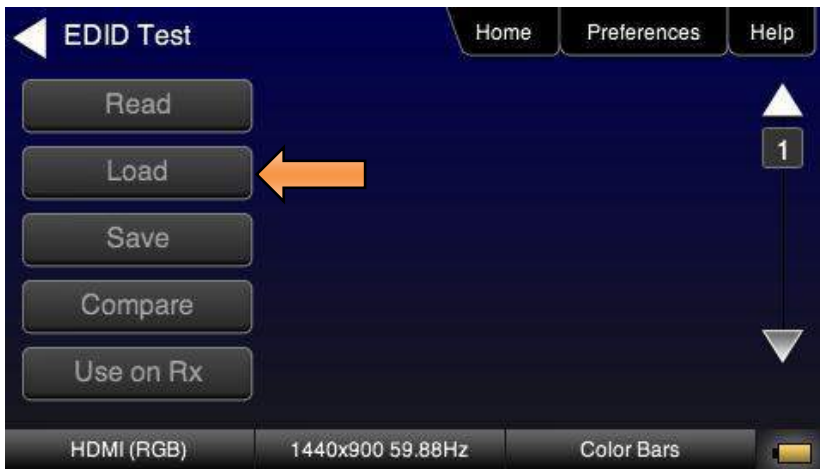 EDID Test
Home Preferences Help
Read
Load
1
Save
Compare
Use on Rx
HDMI (RGB) 1440x900 59.88Hz Color Bars